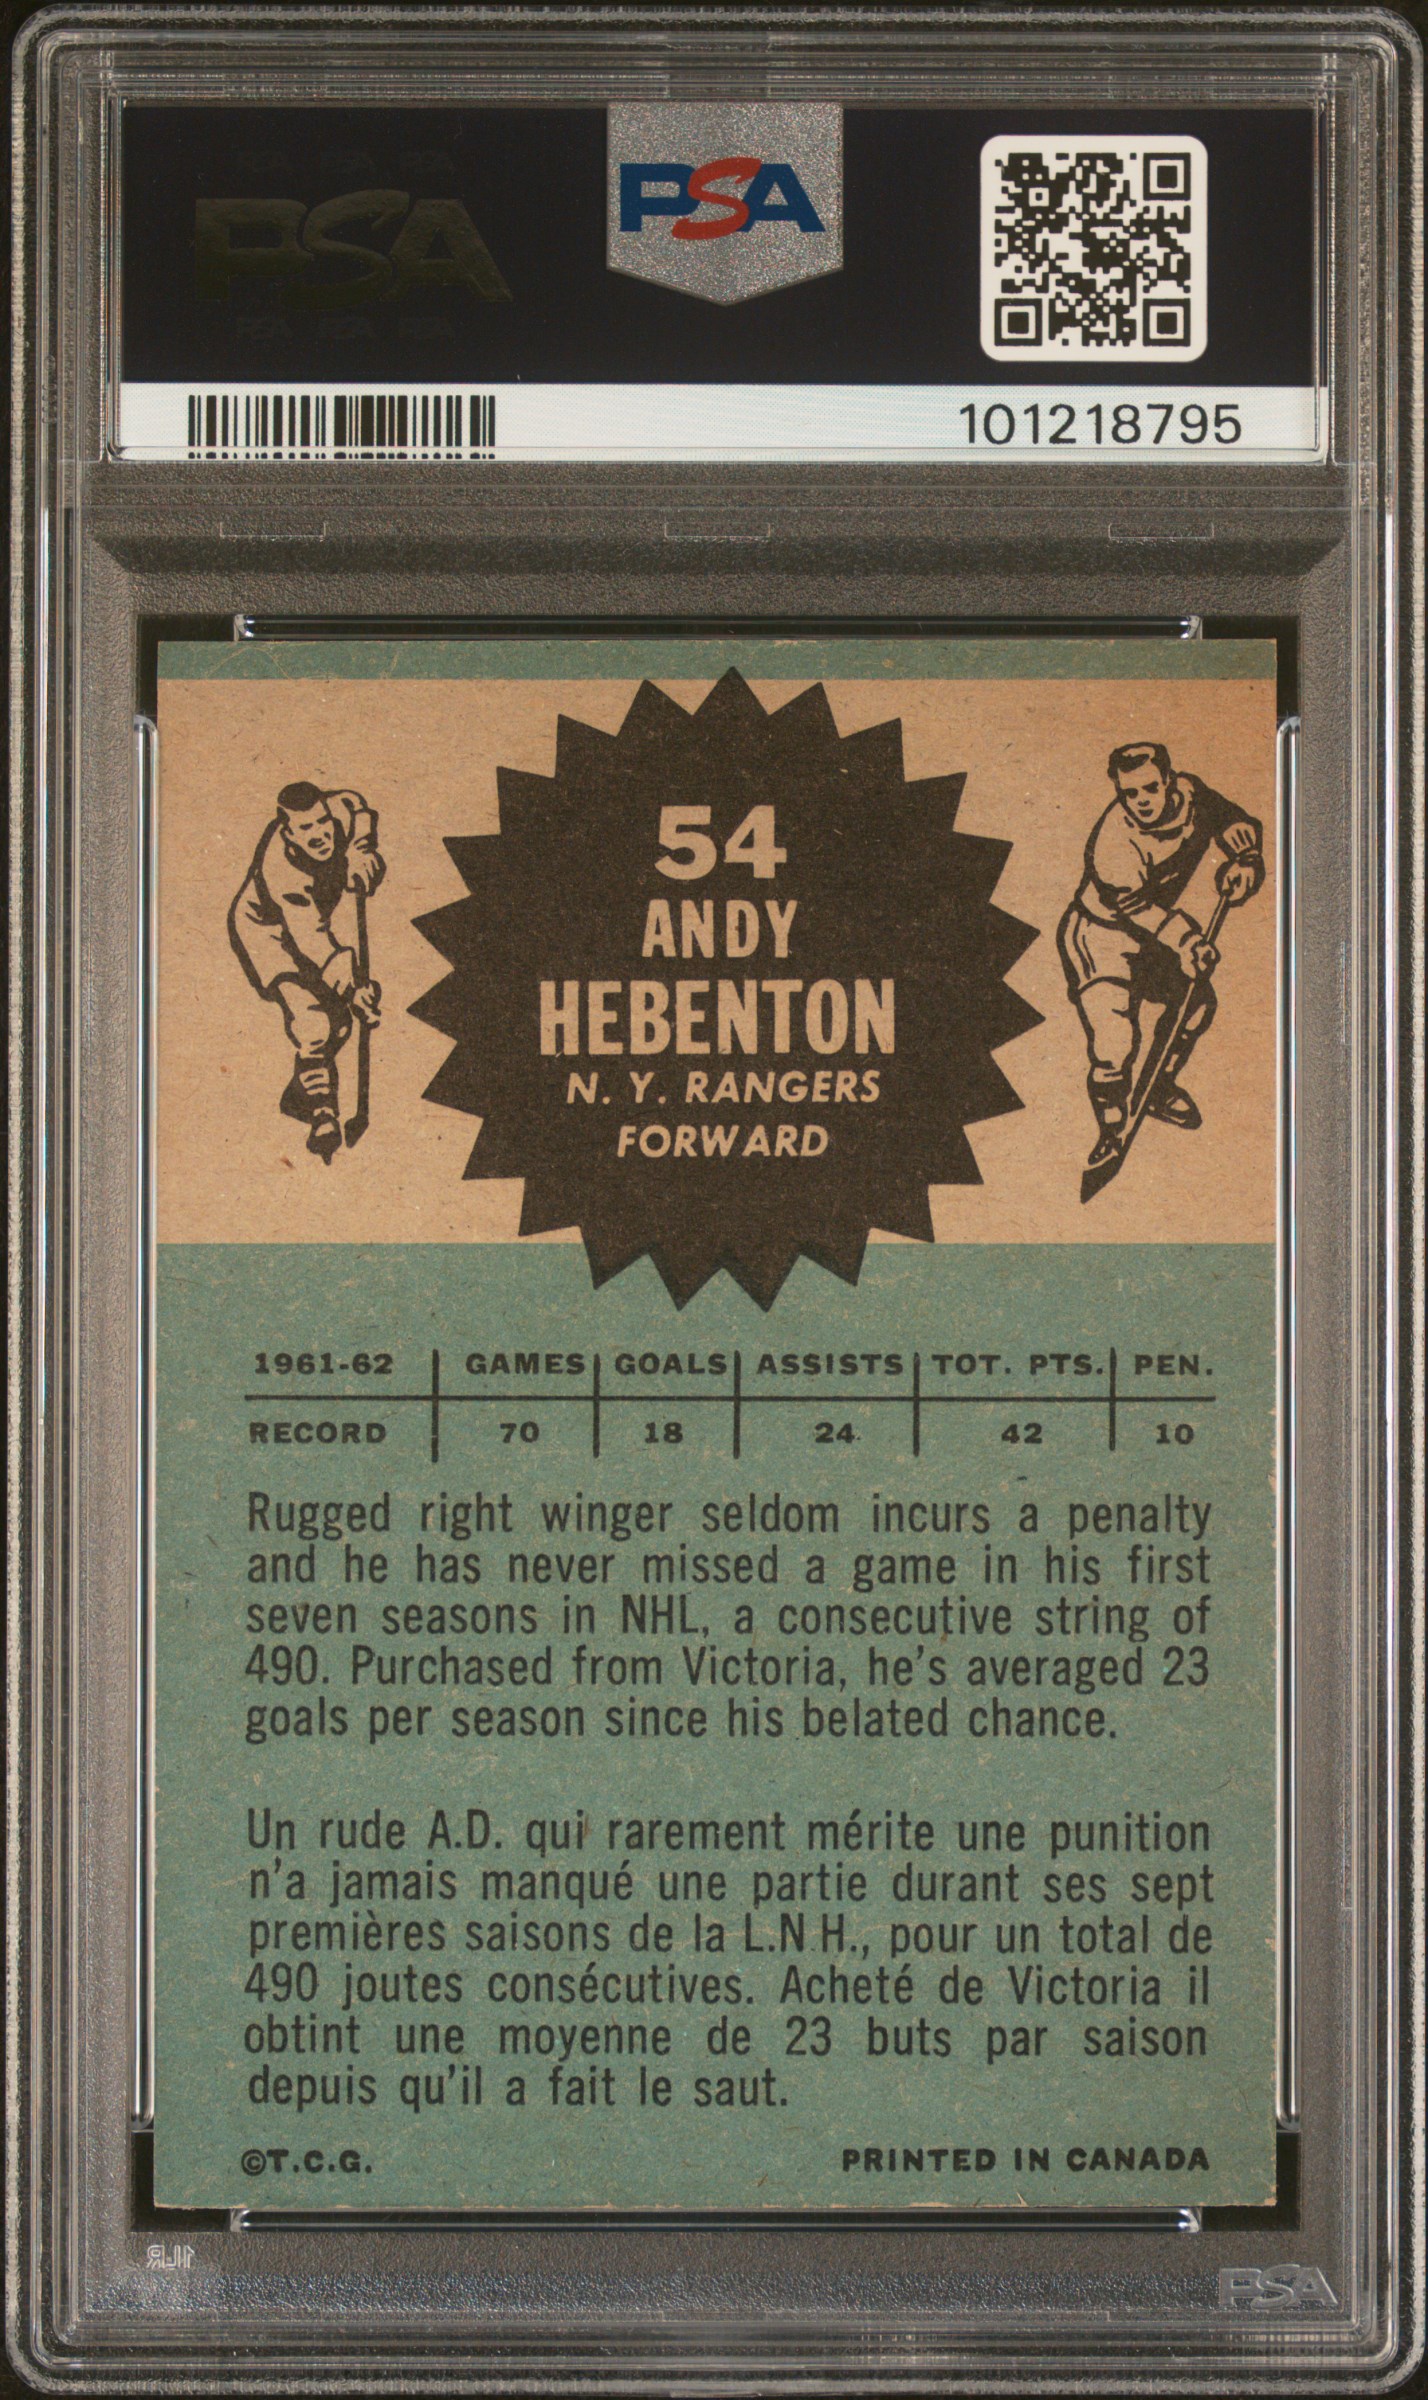 PSA
PSA
101218795
54
ANDY
HEBENTON
N. Y. RANGERS
FORWARD
1961-62 GAMES GOALS ASSISTS TOT. PTS. PEN.
RECORD 70 18 24 42 10
Rugged right winger seldom incurs a penalty
and he has never missed a game in his first
seven seasons in NHL, a consecutive string of
490. Purchased from Victoria, he's averaged 23
goals per season since his belated chance.
Un rude A.D. qui rarement mérite une punition
n'a jamais manqué une partie durant ses sept
premières saisons de la L.N.H., pour un total de
490 joutes consécutives. Acheté de Victoria il
obtint une moyenne de 23 buts par saison
depuis qu'il a fait le saut.
©T.C.G. PRINTED IN CANADA
1LR
PSA